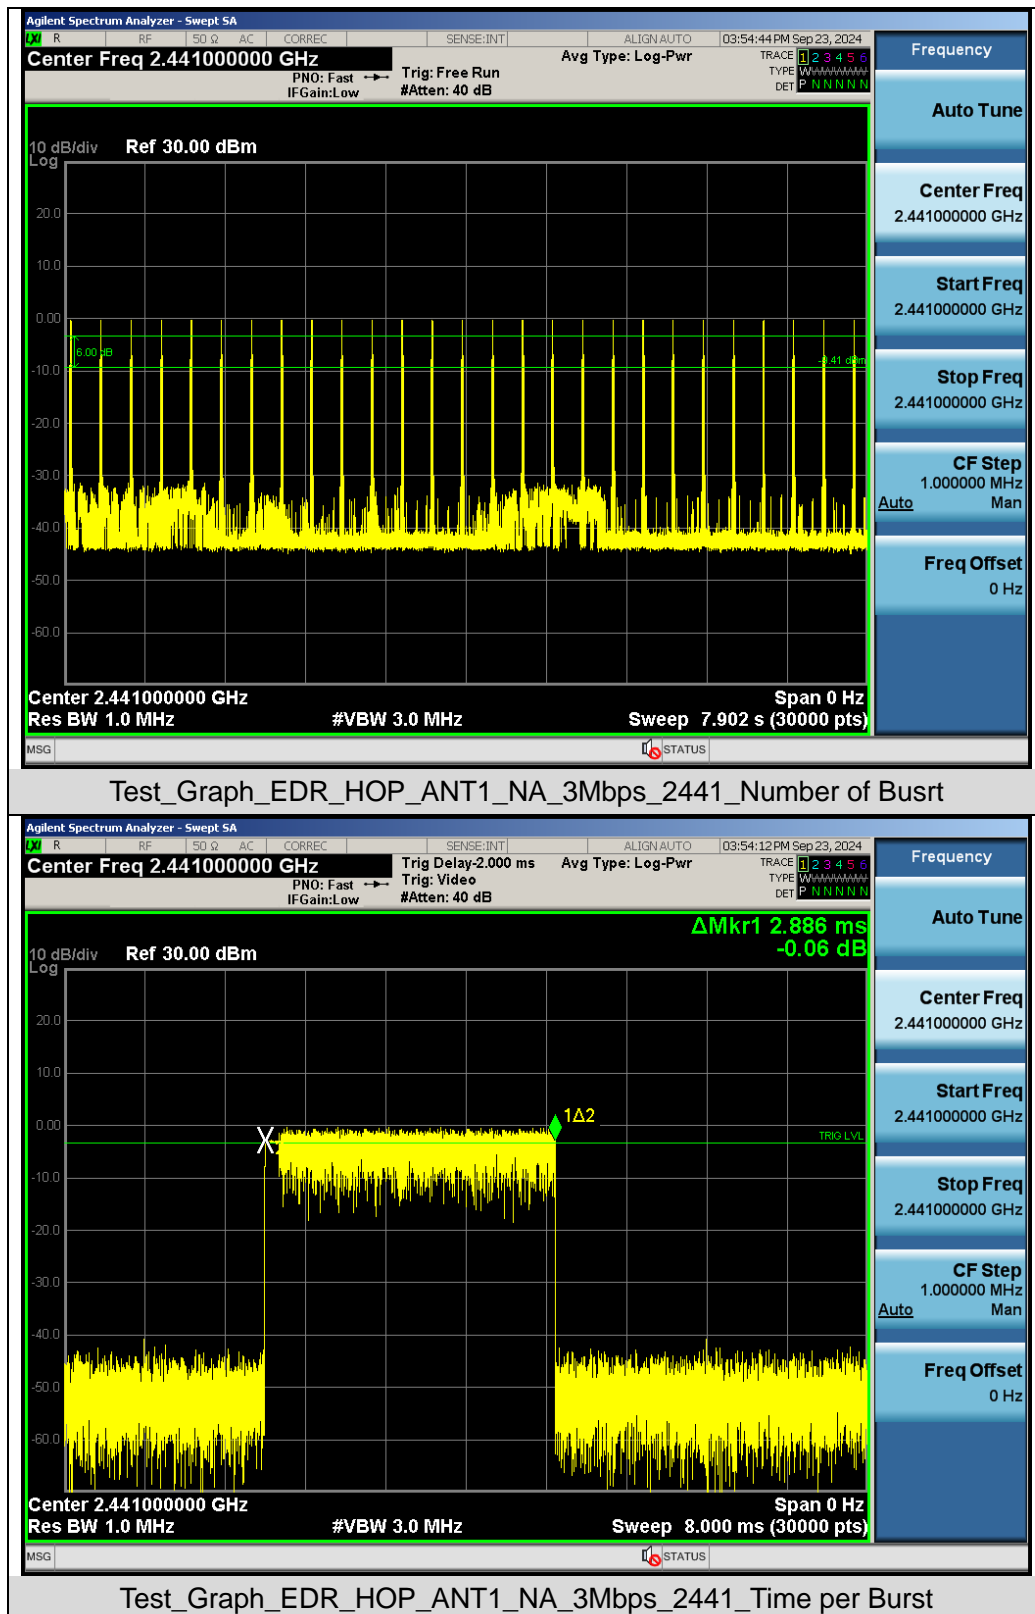 Agilent Spectrum Analyzer - Swept SA
LXI R RF 50 Ω AC CORREC SENSE:INT ALIGN AUTO 03:54:44 PM Sep 23, 2024
Center Freq 2.441000000 GHz
PNO: Fast
IFGain:Low
Trig: Free Run
#Atten: 40 dB
Avg Type: Log-Pwr
TRACE 1 2 3 4 5 6
TYPE W
DET P N N N N N
10 dB/div Ref 30.00 dBm
Log
20.0
10.0
0.00
-10.0
-20.0
-30.0
-40.0
-50.0
-60.0
6.00 dB
-9.41 dBm
Center 2.441000000 GHz
Span 0 Hz
Res BW 1.0 MHz
#VBW 3.0 MHz
Sweep 7.902 s (30000 pts)
MSG
STATUS
Frequency
Auto Tune
Center Freq
2.441000000 GHz
Start Freq
2.441000000 GHz
Stop Freq
2.441000000 GHz
CF Step
1.000000 MHz
Auto Man
Freq Offset
0 Hz
Test_Graph_EDR_HOP_ANT1_NA_3Mbps_2441_Number of Busrt
Agilent Spectrum Analyzer - Swept SA
LXI R RF 50 Ω AC CORREC SENSE:INT ALIGN AUTO 03:54:12 PM Sep 23, 2024
Center Freq 2.441000000 GHz
PNO: Fast
IFGain:Low
Trig Delay-2.000 ms
Trig: Video
#Atten: 40 dB
Avg Type: Log-Pwr
TRACE 1 2 3 4 5 6
TYPE W
DET P N N N N N
ΔMkr1 2.886 ms
-0.06 dB
10 dB/div Ref 30.00 dBm
Log
20.0
10.0
0.00
-10.0
-20.0
-30.0
-40.0
-50.0
-60.0
1Δ2
TRIG LVL
Center 2.441000000 GHz
Span 0 Hz
Res BW 1.0 MHz
#VBW 3.0 MHz
Sweep 8.000 ms (30000 pts)
MSG
STATUS
Frequency
Auto Tune
Center Freq
2.441000000 GHz
Start Freq
2.441000000 GHz
Stop Freq
2.441000000 GHz
CF Step
1.000000 MHz
Auto Man
Freq Offset
0 Hz
Test_Graph_EDR_HOP_ANT1_NA_3Mbps_2441_Time per Burst